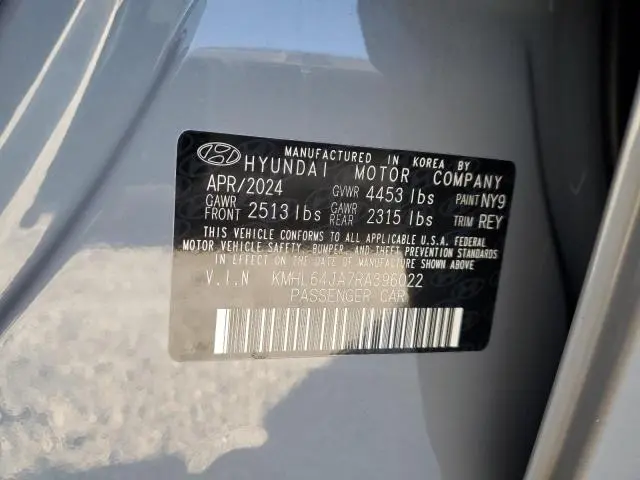 MANUFACTURED IN KOREA BY
HYUNDAI MOTOR COMPANY
APR/2024 GVWR 4453 lbs PAINT NY9
GAWR FRONT 2513 lbs GAWR REAR 2315 lbs TRIM REY
THIS VEHICLE CONFORMS TO ALL APPLICABLE U.S.A. FEDERAL
MOTOR VEHICLE SAFETY, BUMPER, AND THEFT PREVENTION STANDARDS
IN EFFECT ON THE DATE OF MANUFACTURE SHOWN ABOVE.
V.I.N KMHL64JA7RA396022
PASSENGER CAR